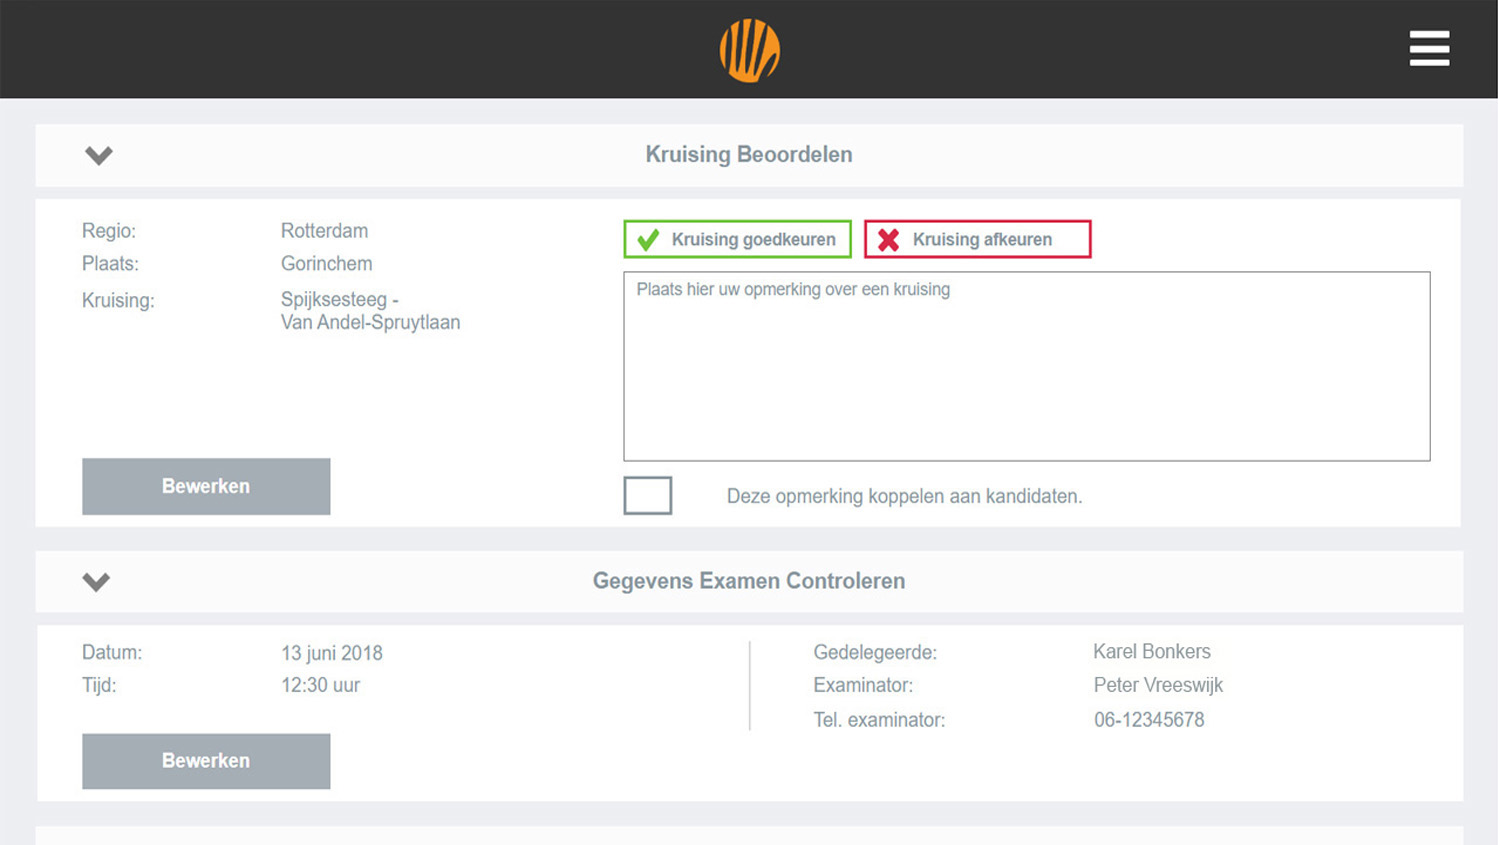 Kruising Beoordelen
Regio: Rotterdam
Plaats: Gorinchem
Kruising: Spijksesteeg -
Van Andel-Spruytlaan
Bewerken
Kruising goedkeuren
Kruising afkeuren
Plaats hier uw opmerking over een kruising
Deze opmerking koppelen aan kandidaten.
Gegevens Examen Controleren
Datum: 13 juni 2018
Tijd: 12:30 uur
Bewerken
Gedelegeerde: Karel Bonkers
Examinator: Peter Vreeswijk
Tel. examinator: 06-12345678